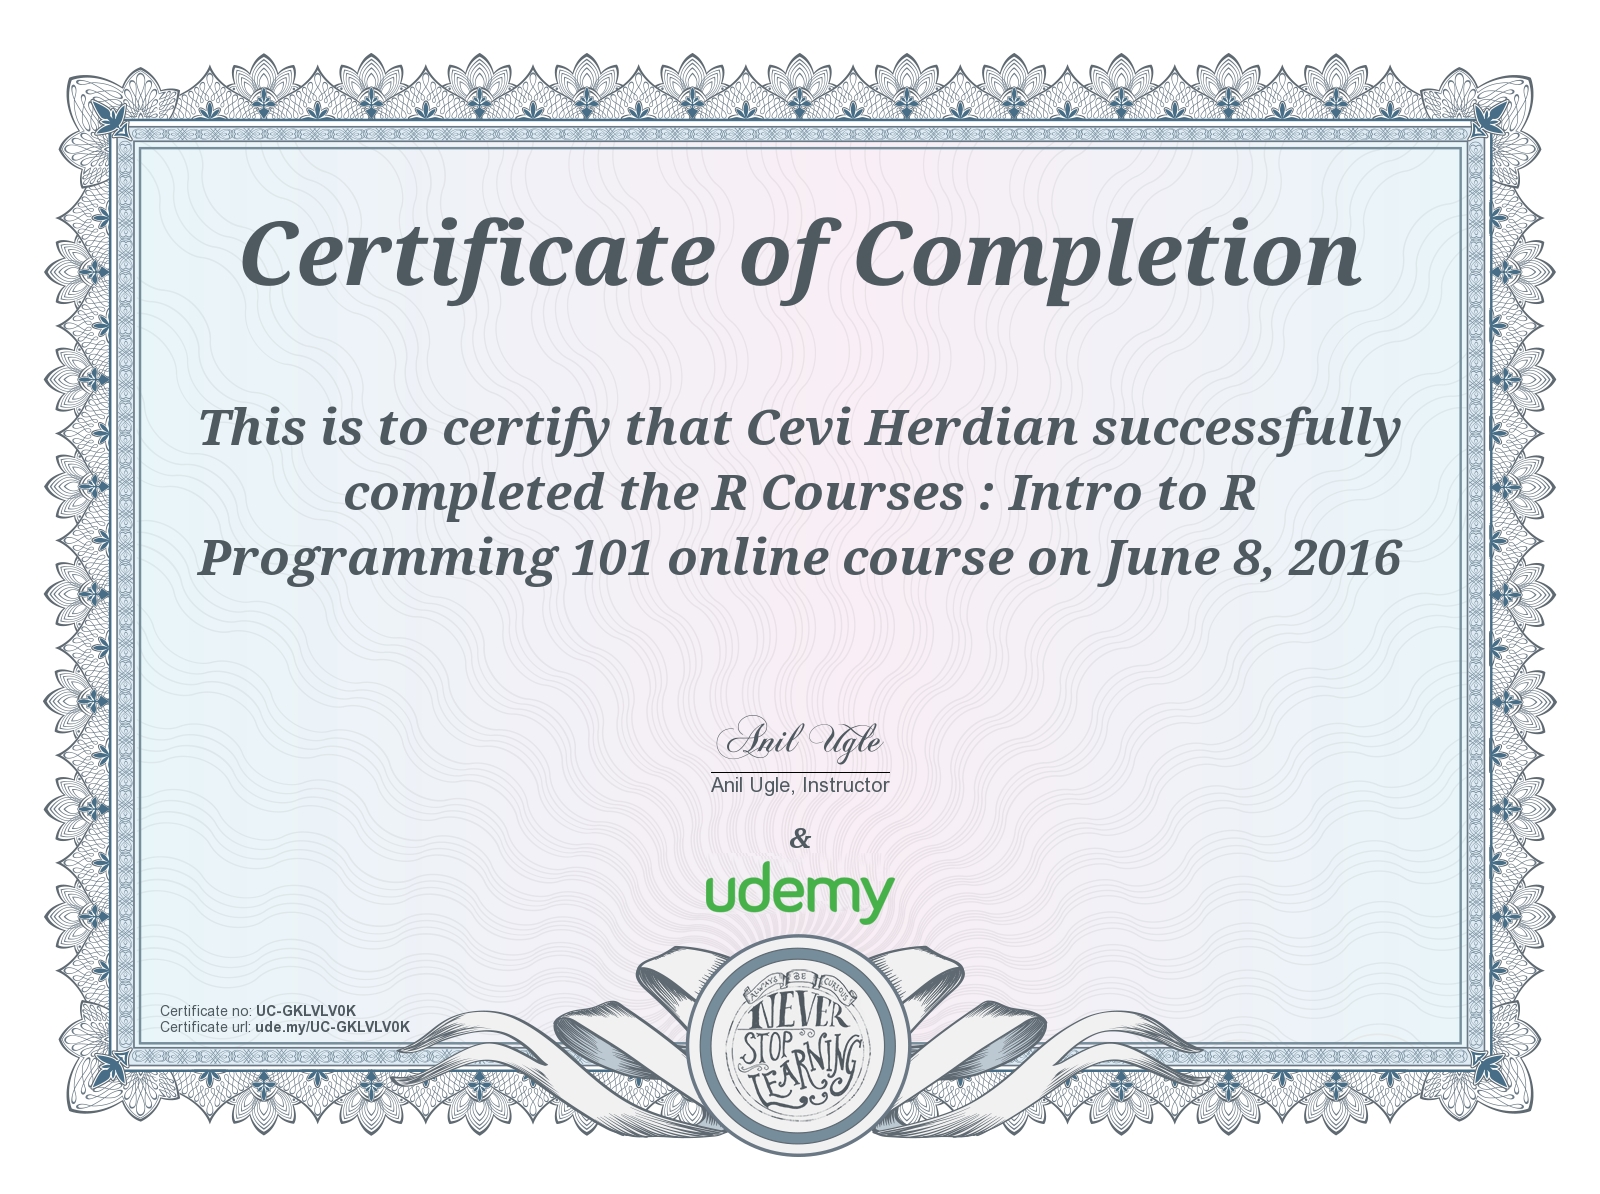 Certificate of Completion
This is to certify that Cevi Herdian successfully
completed the R Courses : Intro to R
Programming 101 online course on June 8, 2016
Anil Ugle
Anil Ugle, Instructor
&
udemy
Certificate no: UC-GKLVLV0K
Certificate url: ude.my/UC-GKLVLV0K
ALWAYS BE CURIOUS
NEVER
STOP
LEARNING